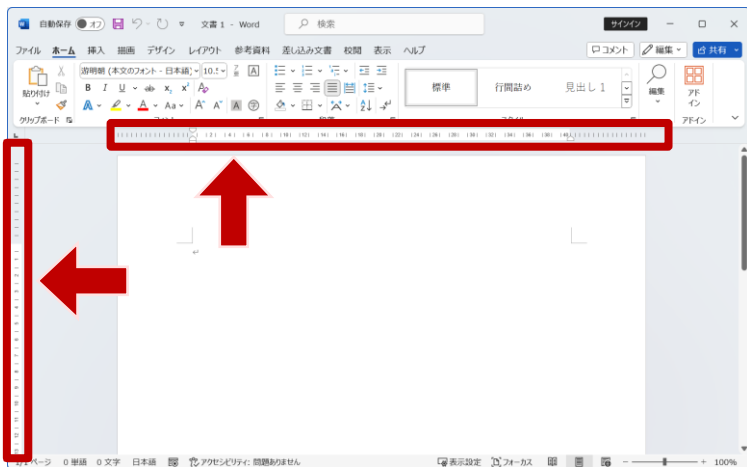 自動保存 オフ 文書 1 - Word 検索 サインイン
ファイル ホーム 挿入 描画 デザイン レイアウト 参考資料 差し込み文書 校閲 表示 ヘルプ コメント 編集 共有
游明朝 (本文のフォント - 日本語) 10.5
貼り付け B I U ab x₂ x² 標準 行間詰め 見出し 1 編集 アドイン
A A Aa A A A
クリップボード アドイン
1/1 ページ 0 単語 0 文字 日本語 アクセシビリティ: 問題ありません 表示設定 フォーカス 100%